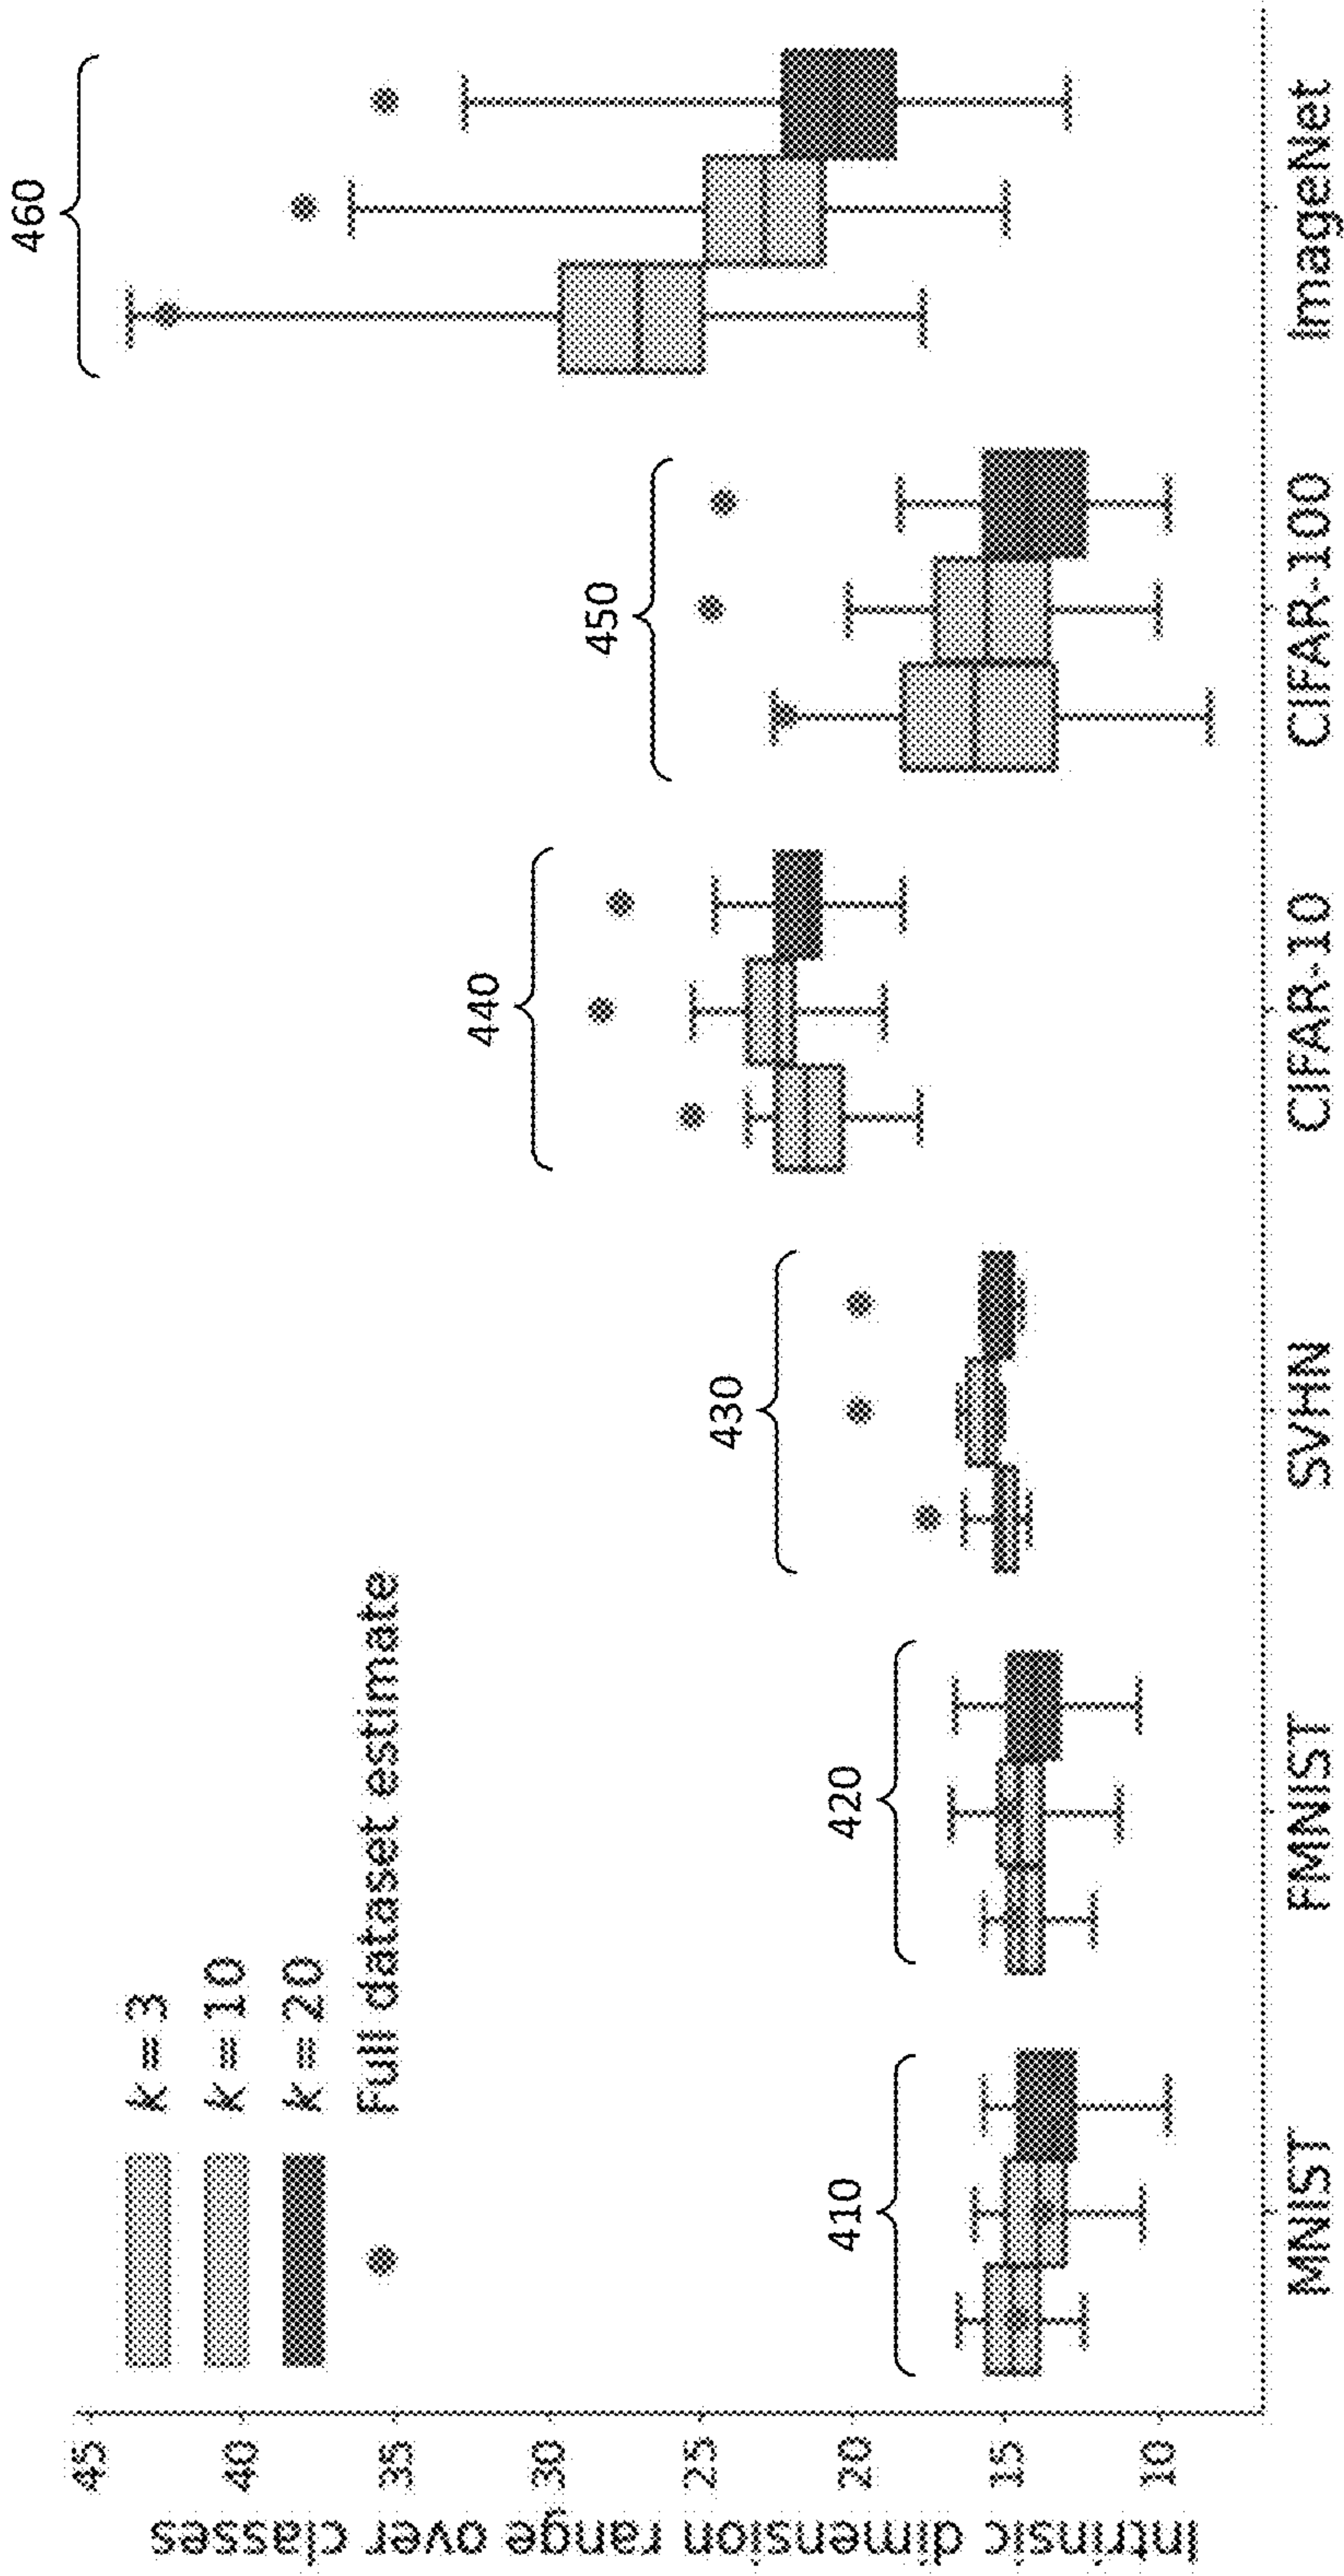 460
450
440
430
420
410
k = 3
k = 10
k = 20
Full dataset estimate
Intrinsic dimension range over classes
45
40
35
30
25
20
15
10
MNIST
FMNIST
SVHN
CIFAR-10
CIFAR-100
ImageNet